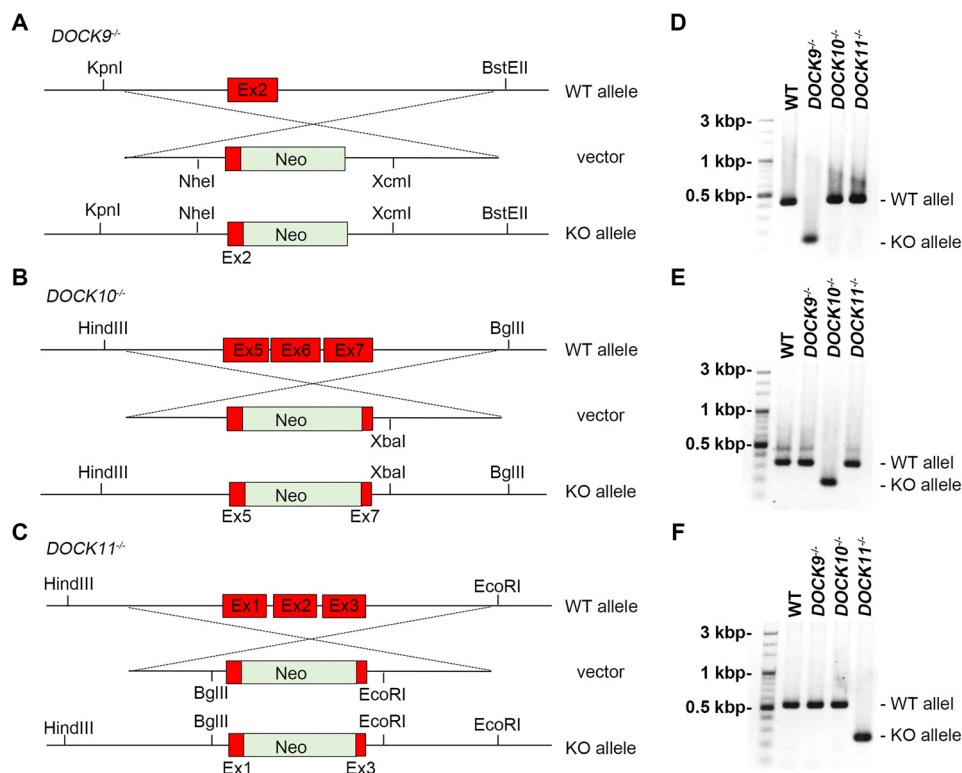 A
DOCK9-/-
KpnI
BstEII
Ex2
WT allele
Neo
vector
NheI
XcmI
KpnI
NheI
XcmI
BstEII
Neo
KO allele
Ex2
B
DOCK10-/-
HindIII
BglII
Ex5 Ex6 Ex7
WT allele
Neo
vector
XbaI
HindIII
XbaI
BglII
Neo
KO allele
Ex5
Ex7
C
DOCK11-/-
HindIII
EcoRI
Ex1 Ex2 Ex3
WT allele
Neo
vector
BglII
EcoRI
HindIII
BglII
EcoRI
EcoRI
Neo
KO allele
Ex1
Ex3
D
WT
DOCK9-/-
DOCK10-/-
DOCK11-/-
3 kbp-
1 kbp-
0.5 kbp-
- WT allel
- KO allele
E
WT
DOCK9-/-
DOCK10-/-
DOCK11-/-
3 kbp-
1 kbp-
0.5 kbp-
- WT allel
- KO allele
F
WT
DOCK9-/-
DOCK10-/-
DOCK11-/-
3 kbp-
1 kbp-
0.5 kbp-
- WT allel
- KO allele